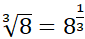 ∛8 = 8^{1/3}